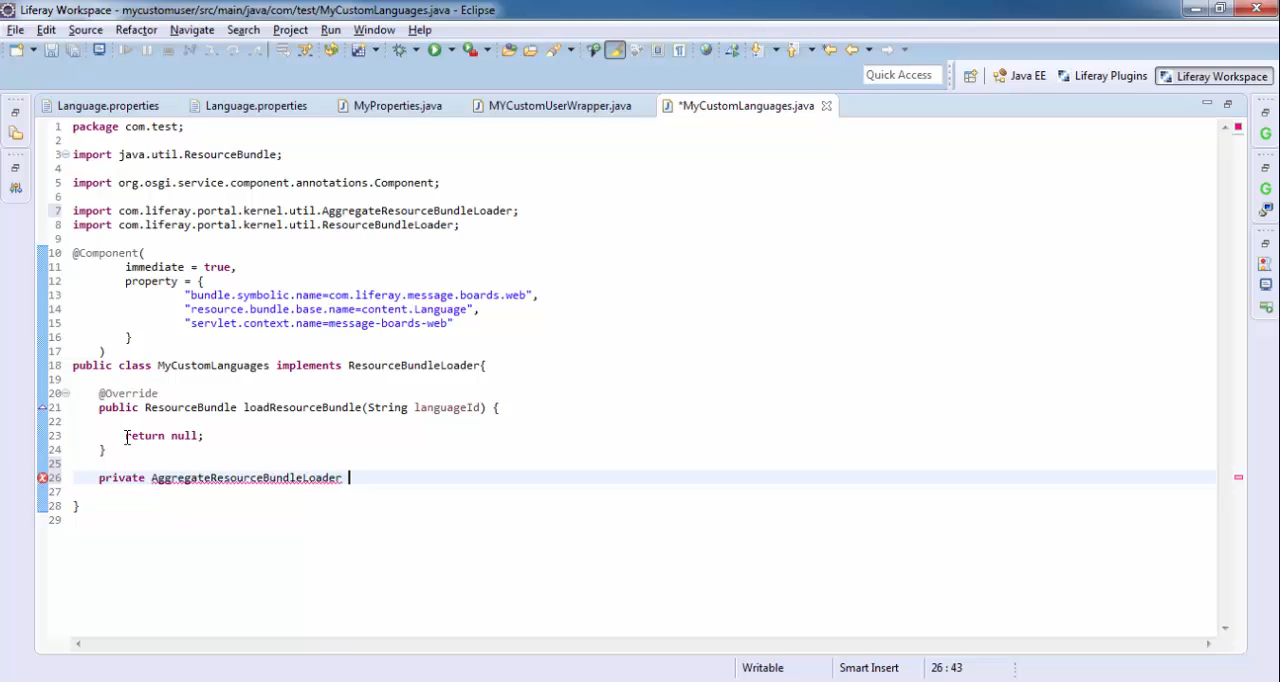 Liferay Workspace - mycustomuser/src/main/java/com/test/MyCustomLanguages.java - Eclipse
File Edit Source Refactor Navigate Search Project Run Window Help
Quick Access Java EE Liferay Plugins Liferay Workspace
Language.properties Language.properties MyProperties.java MYCustomUserWrapper.java *MyCustomLanguages.java
1 package com.test;
2
3 import java.util.ResourceBundle;
4
5 import org.osgi.service.component.annotations.Component;
6
7 import com.liferay.portal.kernel.util.AggregateResourceBundleLoader;
8 import com.liferay.portal.kernel.util.ResourceBundleLoader;
9
10 @Component(
11 immediate = true,
12 property = {
13 "bundle.symbolic.name=com.liferay.message.boards.web",
14 "resource.bundle.base.name=content.Language",
15 "servlet.context.name=message-boards-web"
16 }
17 )
18 public class MyCustomLanguages implements ResourceBundleLoader{
19
20 @Override
21 public ResourceBundle loadResourceBundle(String languageId) {
22
23 return null;
24 }
25
26 private AggregateResourceBundleLoader
27
28 }
29
Writable Smart Insert 26 : 43